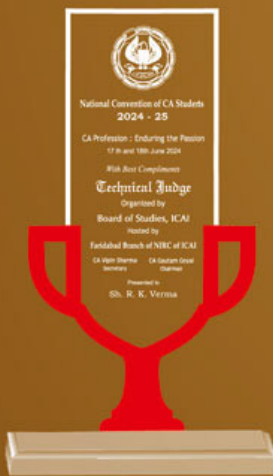 National Convention of CA Students
2024 - 25
CA Profession : Enduring the Passion
17 th and 18th June 2024
With Best Compliments
Technical Judge
Organized by
Board of Studies, ICAI
Hosted by
Faridabad Branch of NIRC of ICAI
CA Vipin Sharma CA Gautam Goyal
Secretary Chairman
Presented to
Sh. R. K. Verma